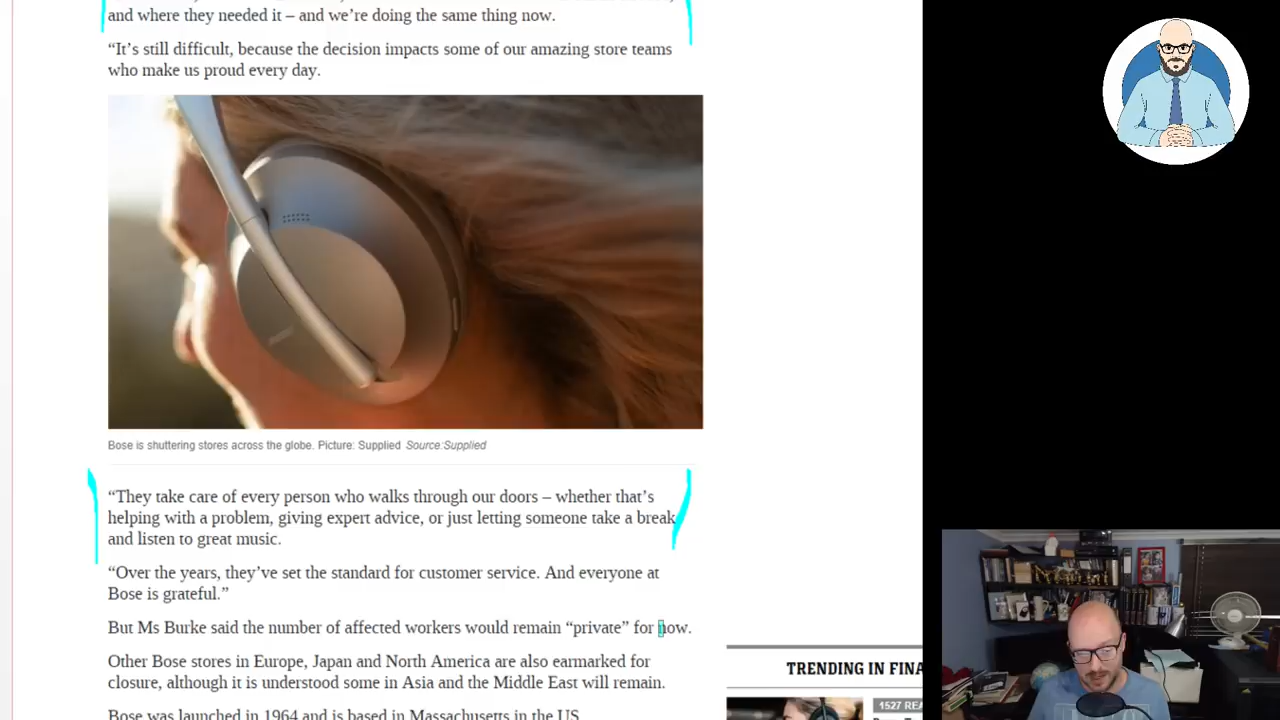 and where they needed it – and we’re doing the same thing now.
“It’s still difficult, because the decision impacts some of our amazing store teams
who make us proud every day.
Bose is shuttering stores across the globe. Picture: Supplied Source:Supplied
“They take care of every person who walks through our doors – whether that’s
helping with a problem, giving expert advice, or just letting someone take a break
and listen to great music.
“Over the years, they’ve set the standard for customer service. And everyone at
Bose is grateful.”
But Ms Burke said the number of affected workers would remain “private” for now.
Other Bose stores in Europe, Japan and North America are also earmarked for
closure, although it is understood some in Asia and the Middle East will remain.
Bose was launched in 1964 and is based in Massachusetts in the US
TRENDING IN FINA
1527 REA